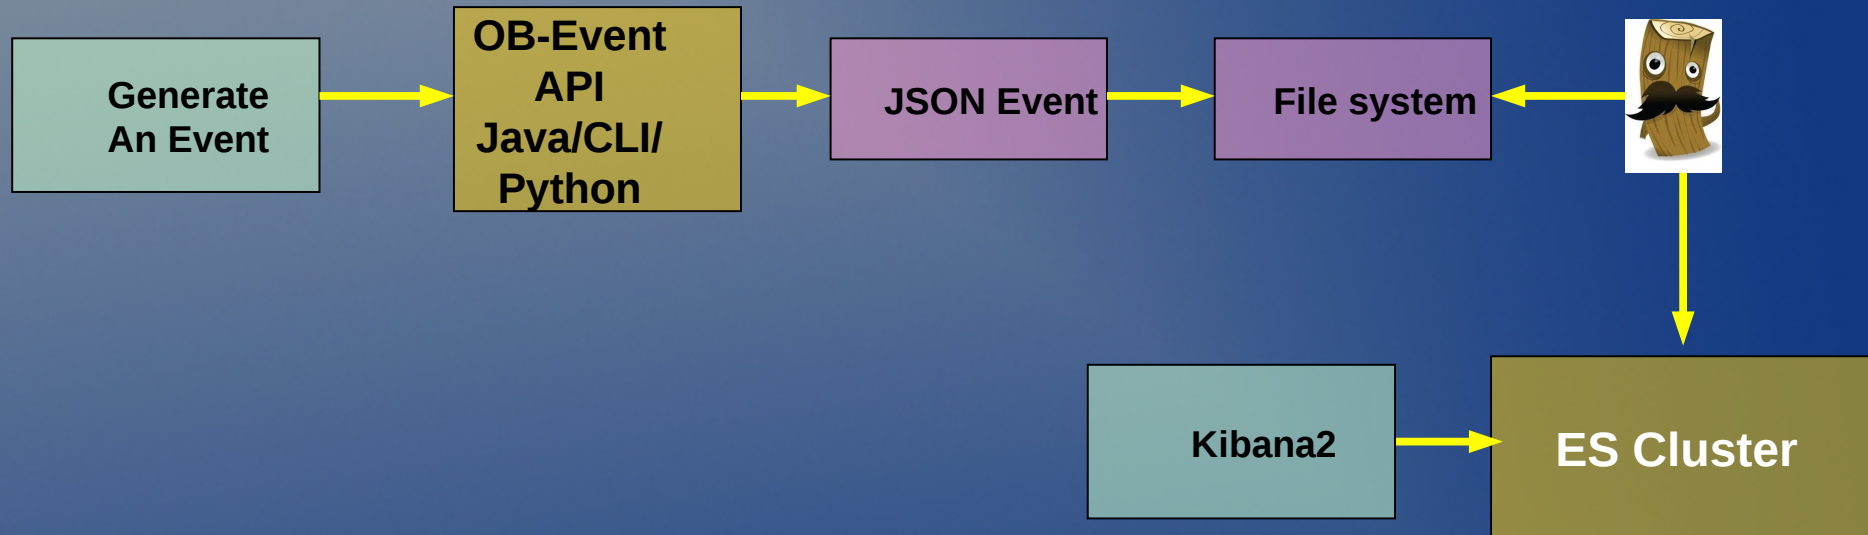 Generate
An Event
OB-Event
API
Java/CLI/
Python
JSON Event
File system
Kibana2
ES Cluster